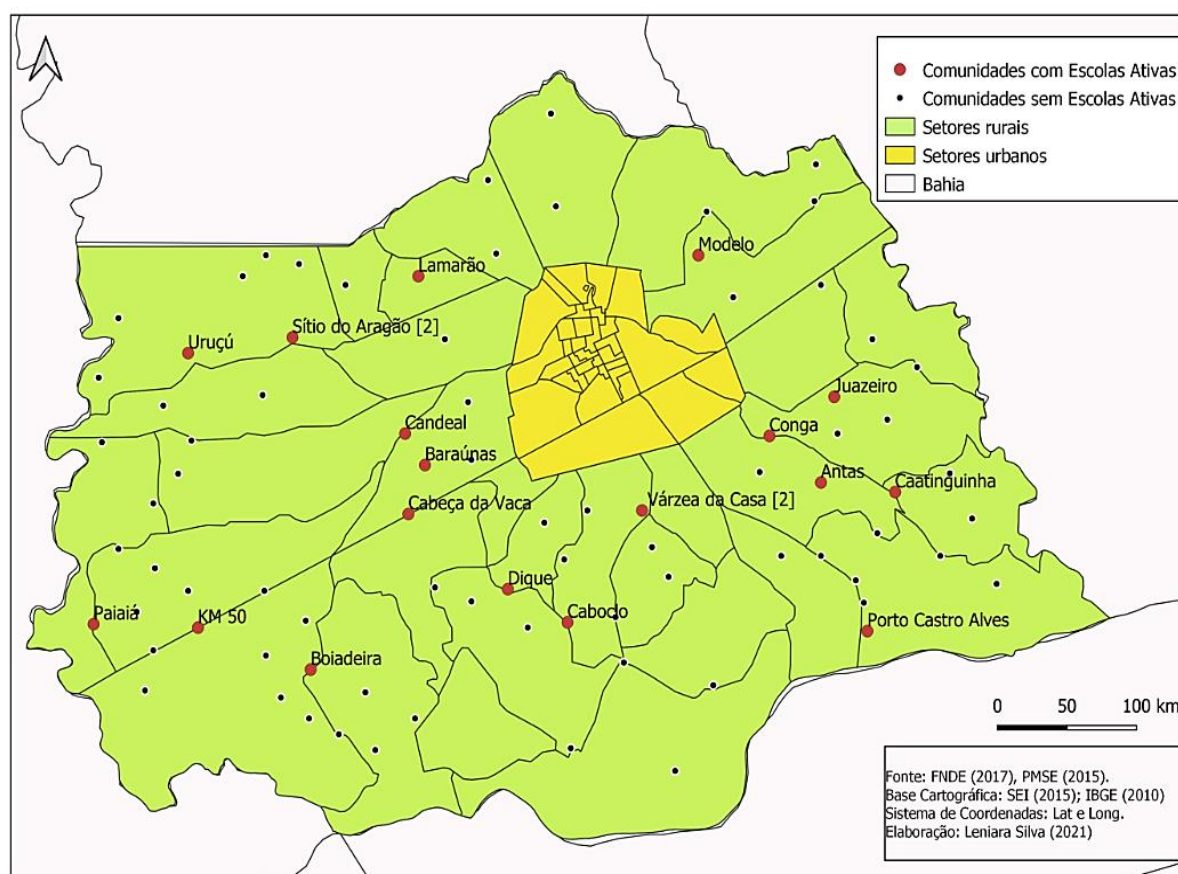 Comunidades com Escolas Ativas
Comunidades sem Escolas Ativas
Setores rurais
Setores urbanos
Bahia
Modelo
Lamarão
Sítio do Aragão [2]
Uruçú
Juazeiro
Candeal
Conga
Baraúnas
Antas
Caatinguinha
Cabeça da Vaca
Várzea da Casa [2]
Dique
Paiaiá
KM 50
Caboclo
Porto Castro Alves
Boiadeira
0 50 100 km
Fonte: FNDE (2017), PMSE (2015).
Base Cartográfica: SEI (2015); IBGE (2010)
Sistema de Coordenadas: Lat e Long.
Elaboração: Leniara Silva (2021)